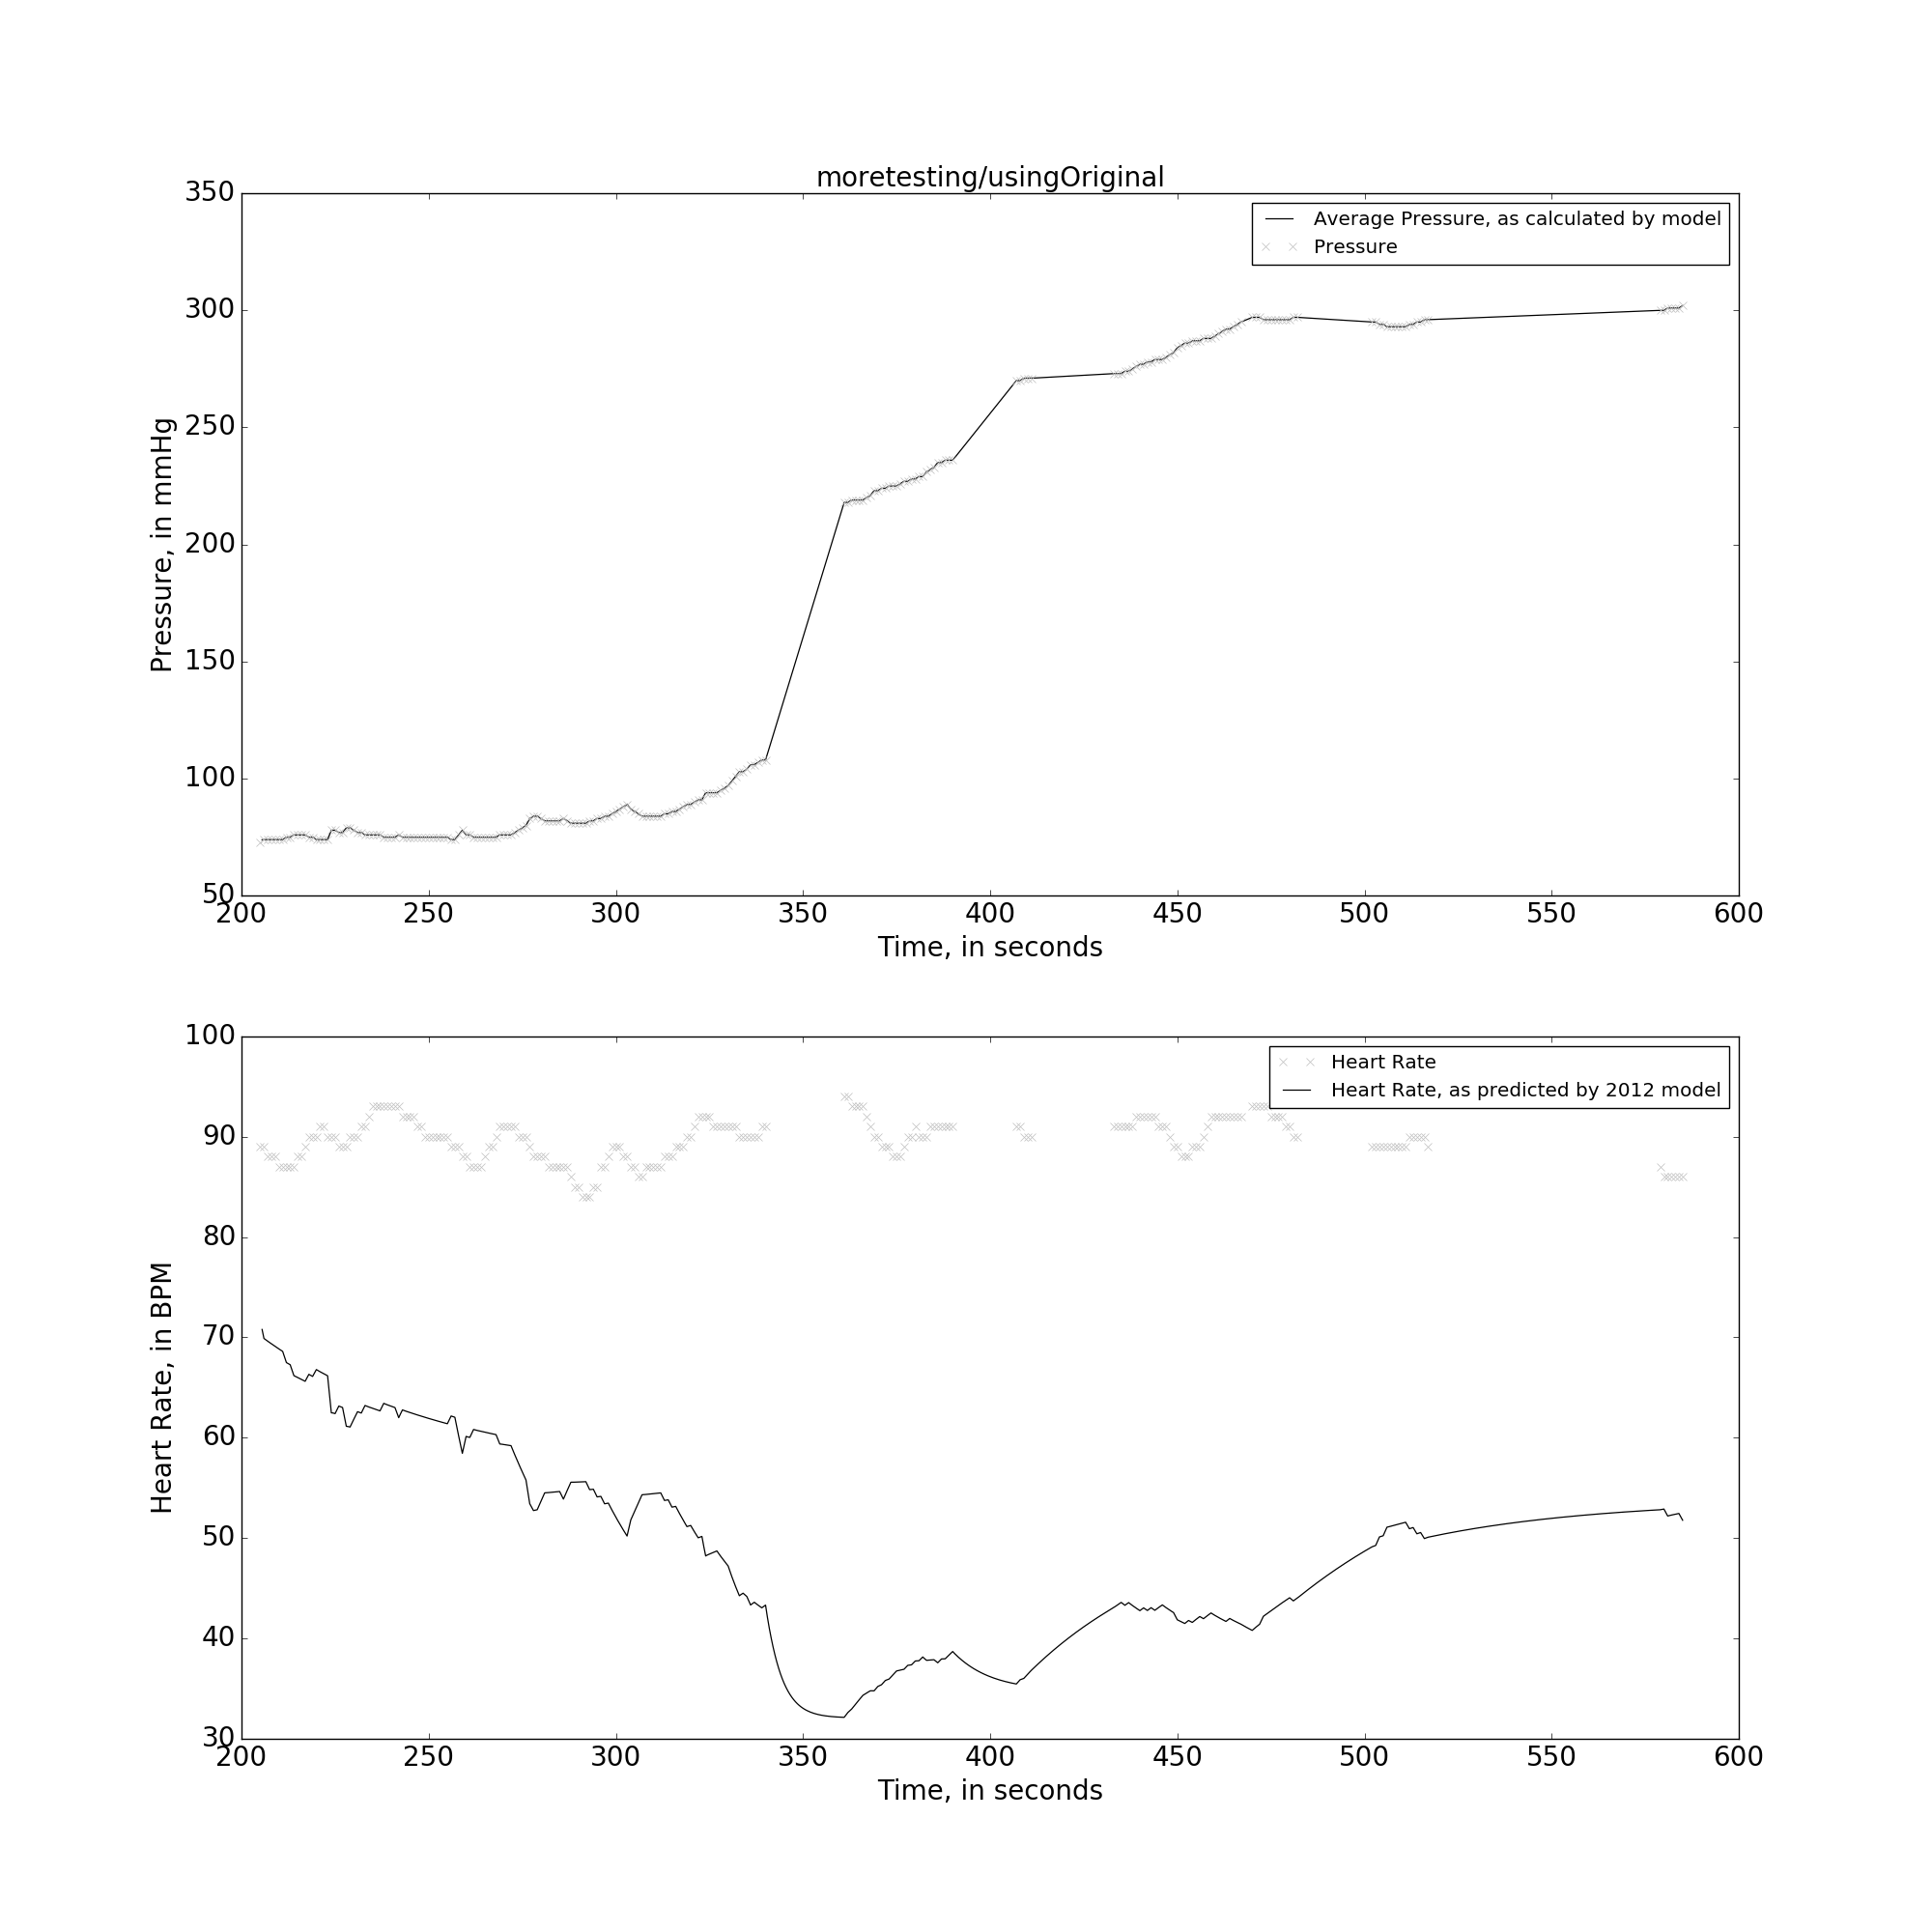 moretesting/usingOriginal
350
300
250
200
150
100
50
Pressure, in mmHg
Average Pressure, as calculated by model
Pressure
200 250 300 350 400 450 500 550 600
Time, in seconds
100
90
80
70
60
50
40
30
Heart Rate, in BPM
Heart Rate
Heart Rate, as predicted by 2012 model
200 250 300 350 400 450 500 550 600
Time, in seconds